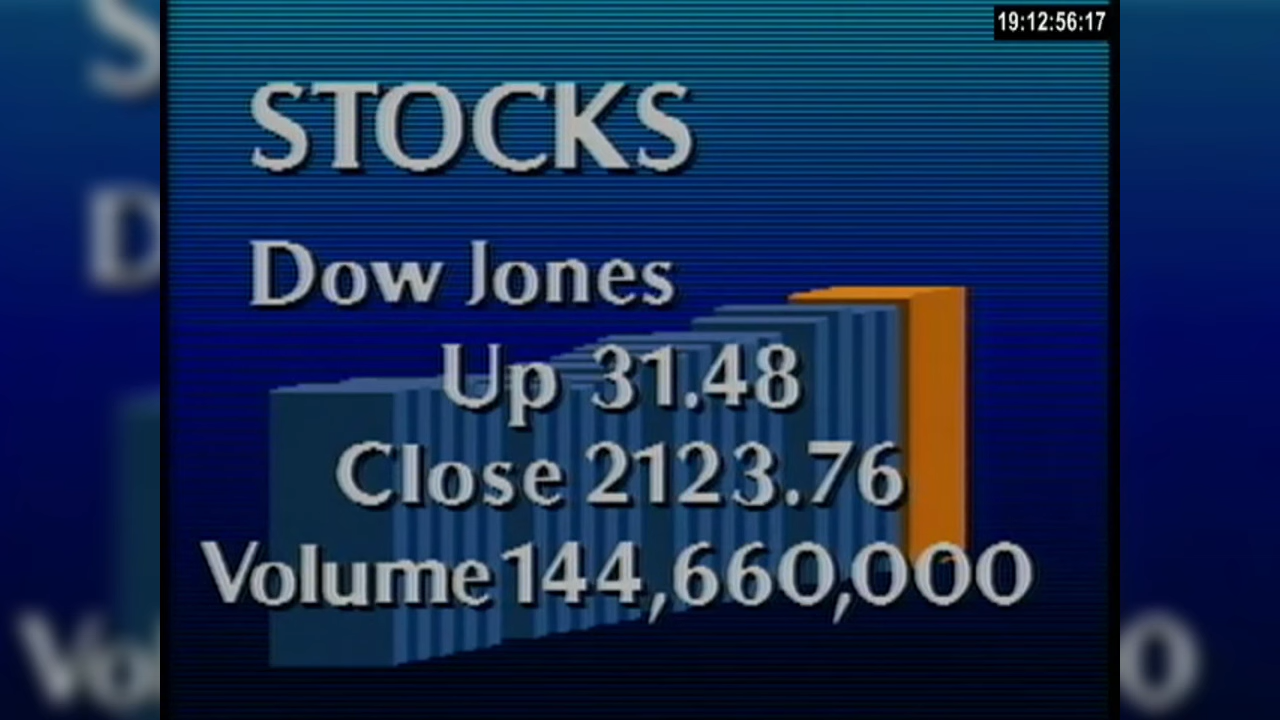 19:12:56:17
STOCKS
Dow Jones
Up 31.48
Close 2123.76
Volume 144,660,000